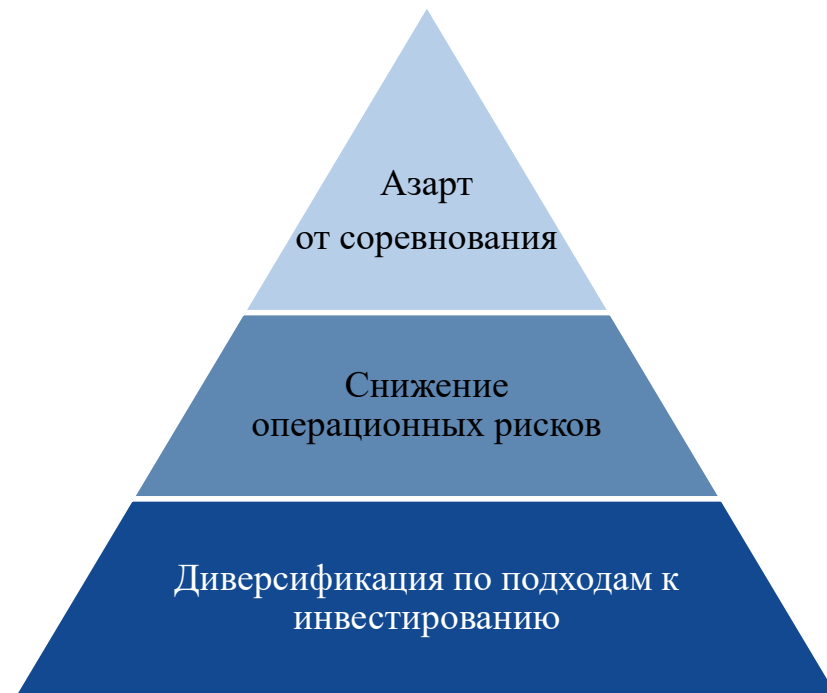 Азарт
от соревнования
Снижение
операционных рисков
Диверсификация по подходам к
инвестированию